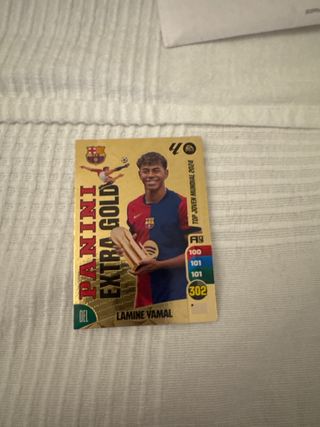 PANINI
EXTRA GOLD
TOP JOVEN MUNDIAL 2024
100
101
101
302
DEL
LAMINE YAMAL